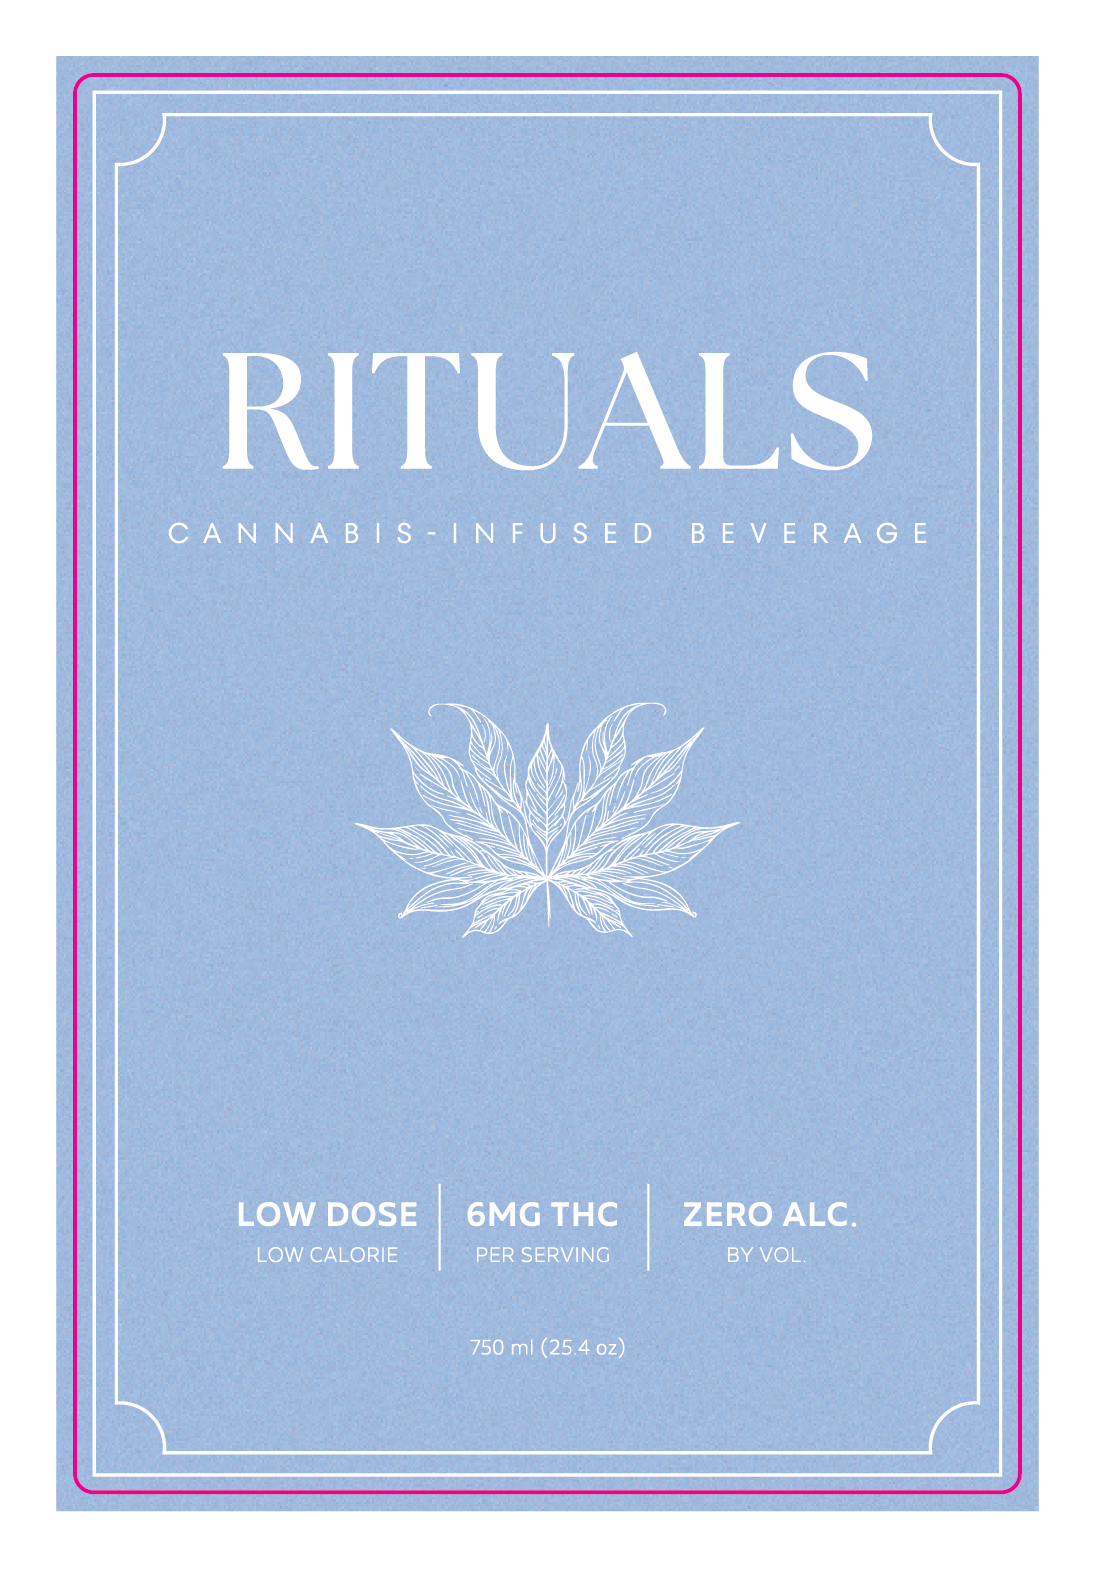 RITUALS
CANNABIS-INFUSED BEVERAGE
LOW DOSE
LOW CALORIE
6MG THC
PER SERVING
ZERO ALC.
BY VOL.
750 ml (25.4 oz)